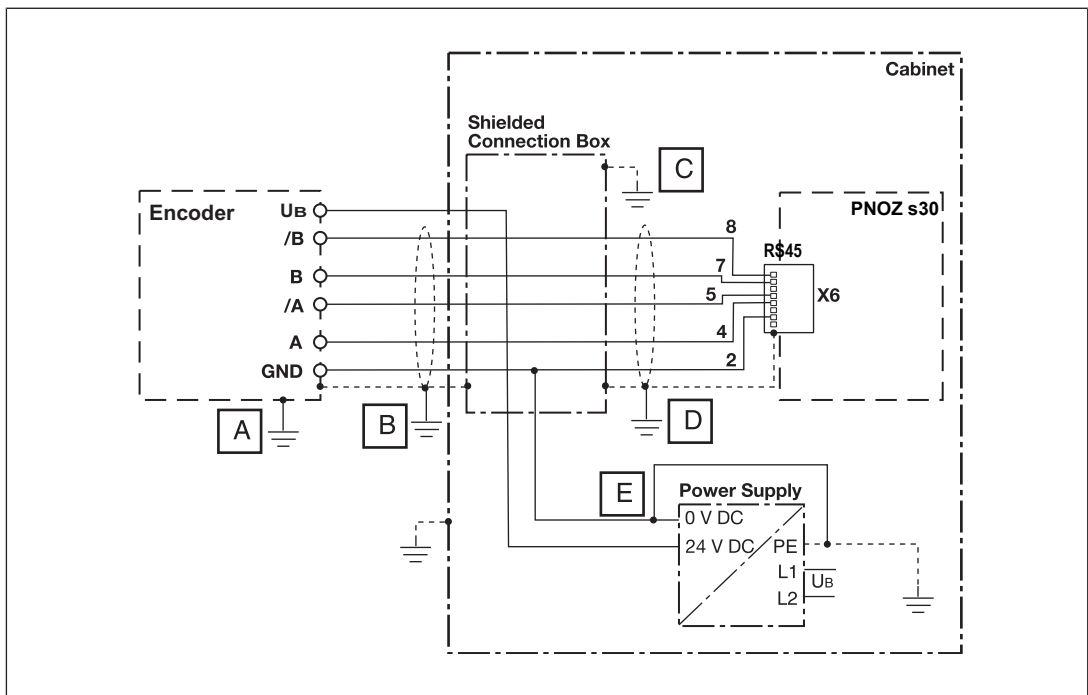 Cabinet
Shielded
Connection Box
C
Encoder
UB
/B
B
/A
A
GND
8
7
5
4
2
PNOZ s30
R$45
X6
A
B
D
E
Power Supply
0 V DC
24 V DC
PE
L1
L2
UB